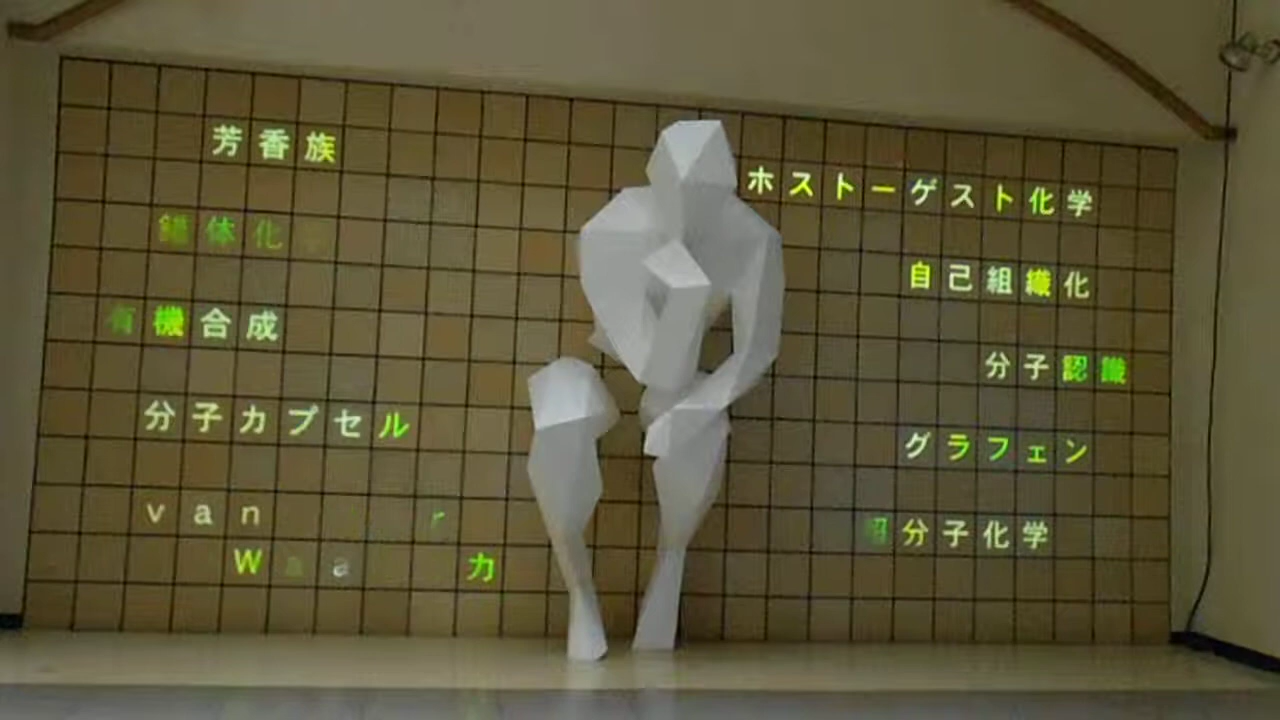 芳香族
錯体化
有機合成
分子カプセル
van r
W a a 力
ホストーゲスト化学
自己組織化
分子認識
グラフェン
超分子化学